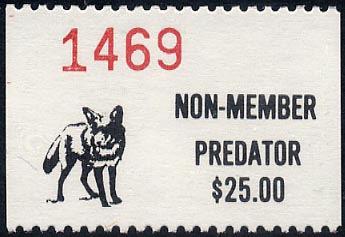 1469
NON-MEMBER
PREDATOR
$25.00